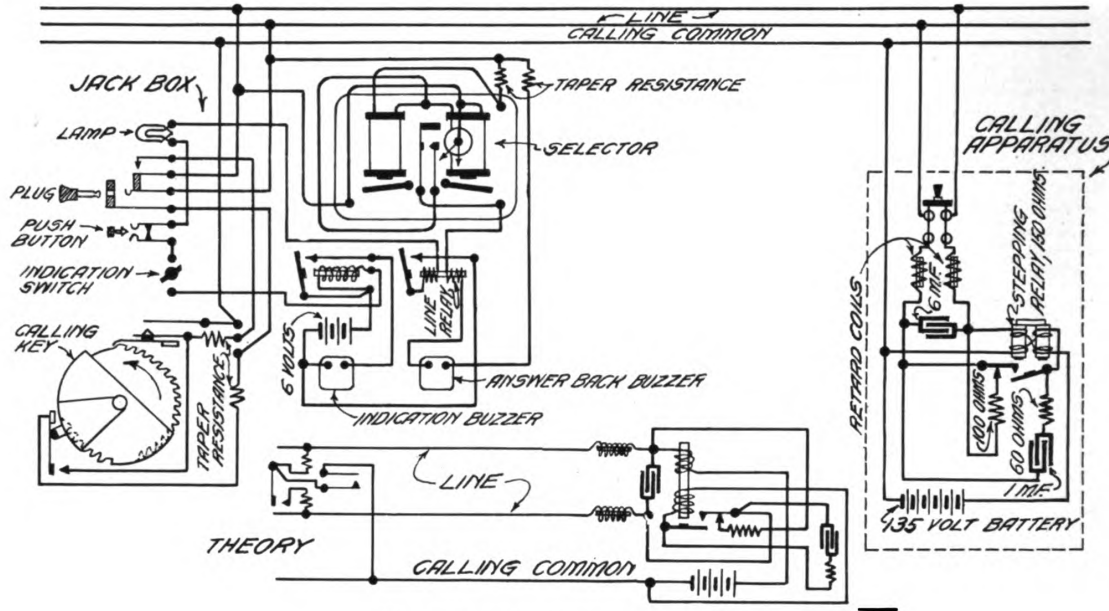 LINE
CALLING COMMON
JACK BOX
LAMP
PLUG
PUSH
BUTTON
INDICATION
SWITCH
CALLING
KEY
TAPER
RESISTANCE
TAPER RESISTANCE
SELECTOR
6 VOLTS
LINE
RELAY
ANSWER BACK BUZZER
INDICATION BUZZER
CALLING
APPARATUS
RETARD COILS
6 M.F.
STEPPING
RELAY, 150 OHMS.
100 OHMS
60 OHMS
1 M.F.
135 VOLT BATTERY
LINE
THEORY
CALLING COMMON